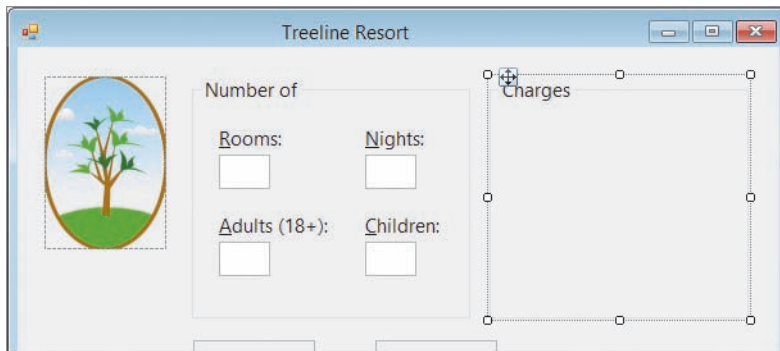 Treeline Resort
Number of
Charges
Rooms:
Nights:
Adults (18+):
Children: